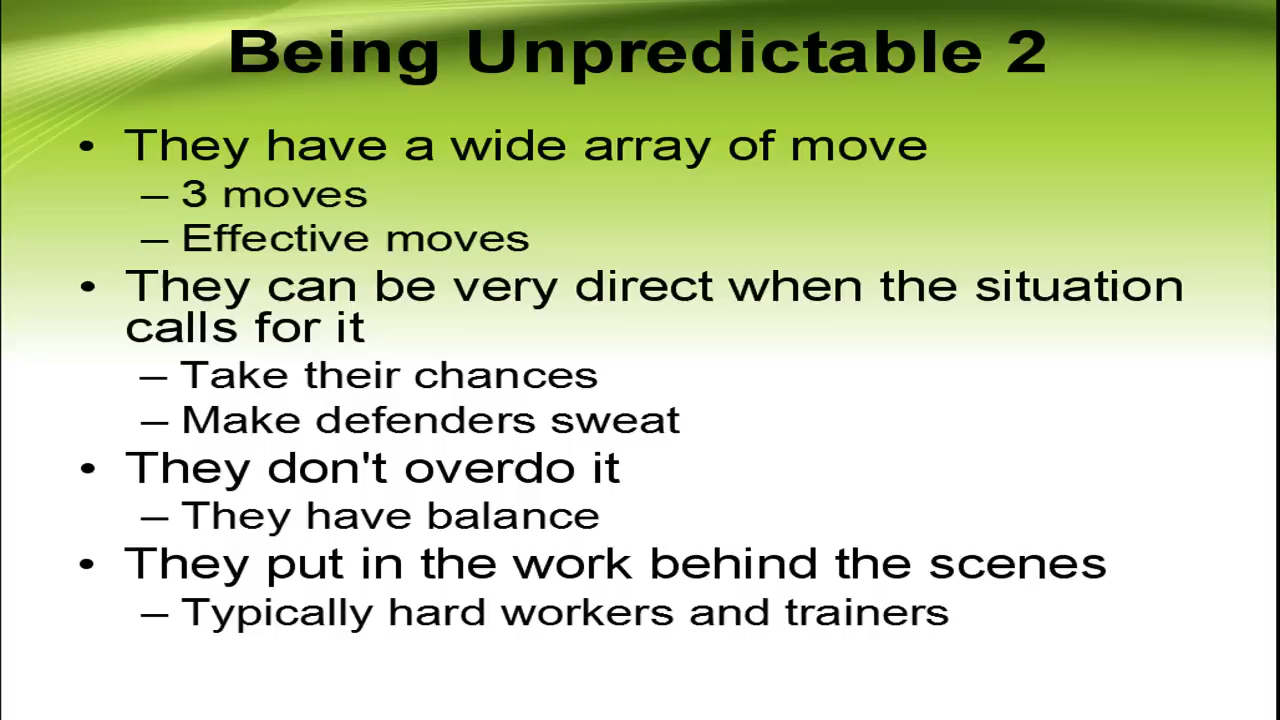 Being Unpredictable 2
• They have a wide array of move
– 3 moves
– Effective moves
• They can be very direct when the situation
calls for it
– Take their chances
– Make defenders sweat
• They don't overdo it
– They have balance
• They put in the work behind the scenes
– Typically hard workers and trainers